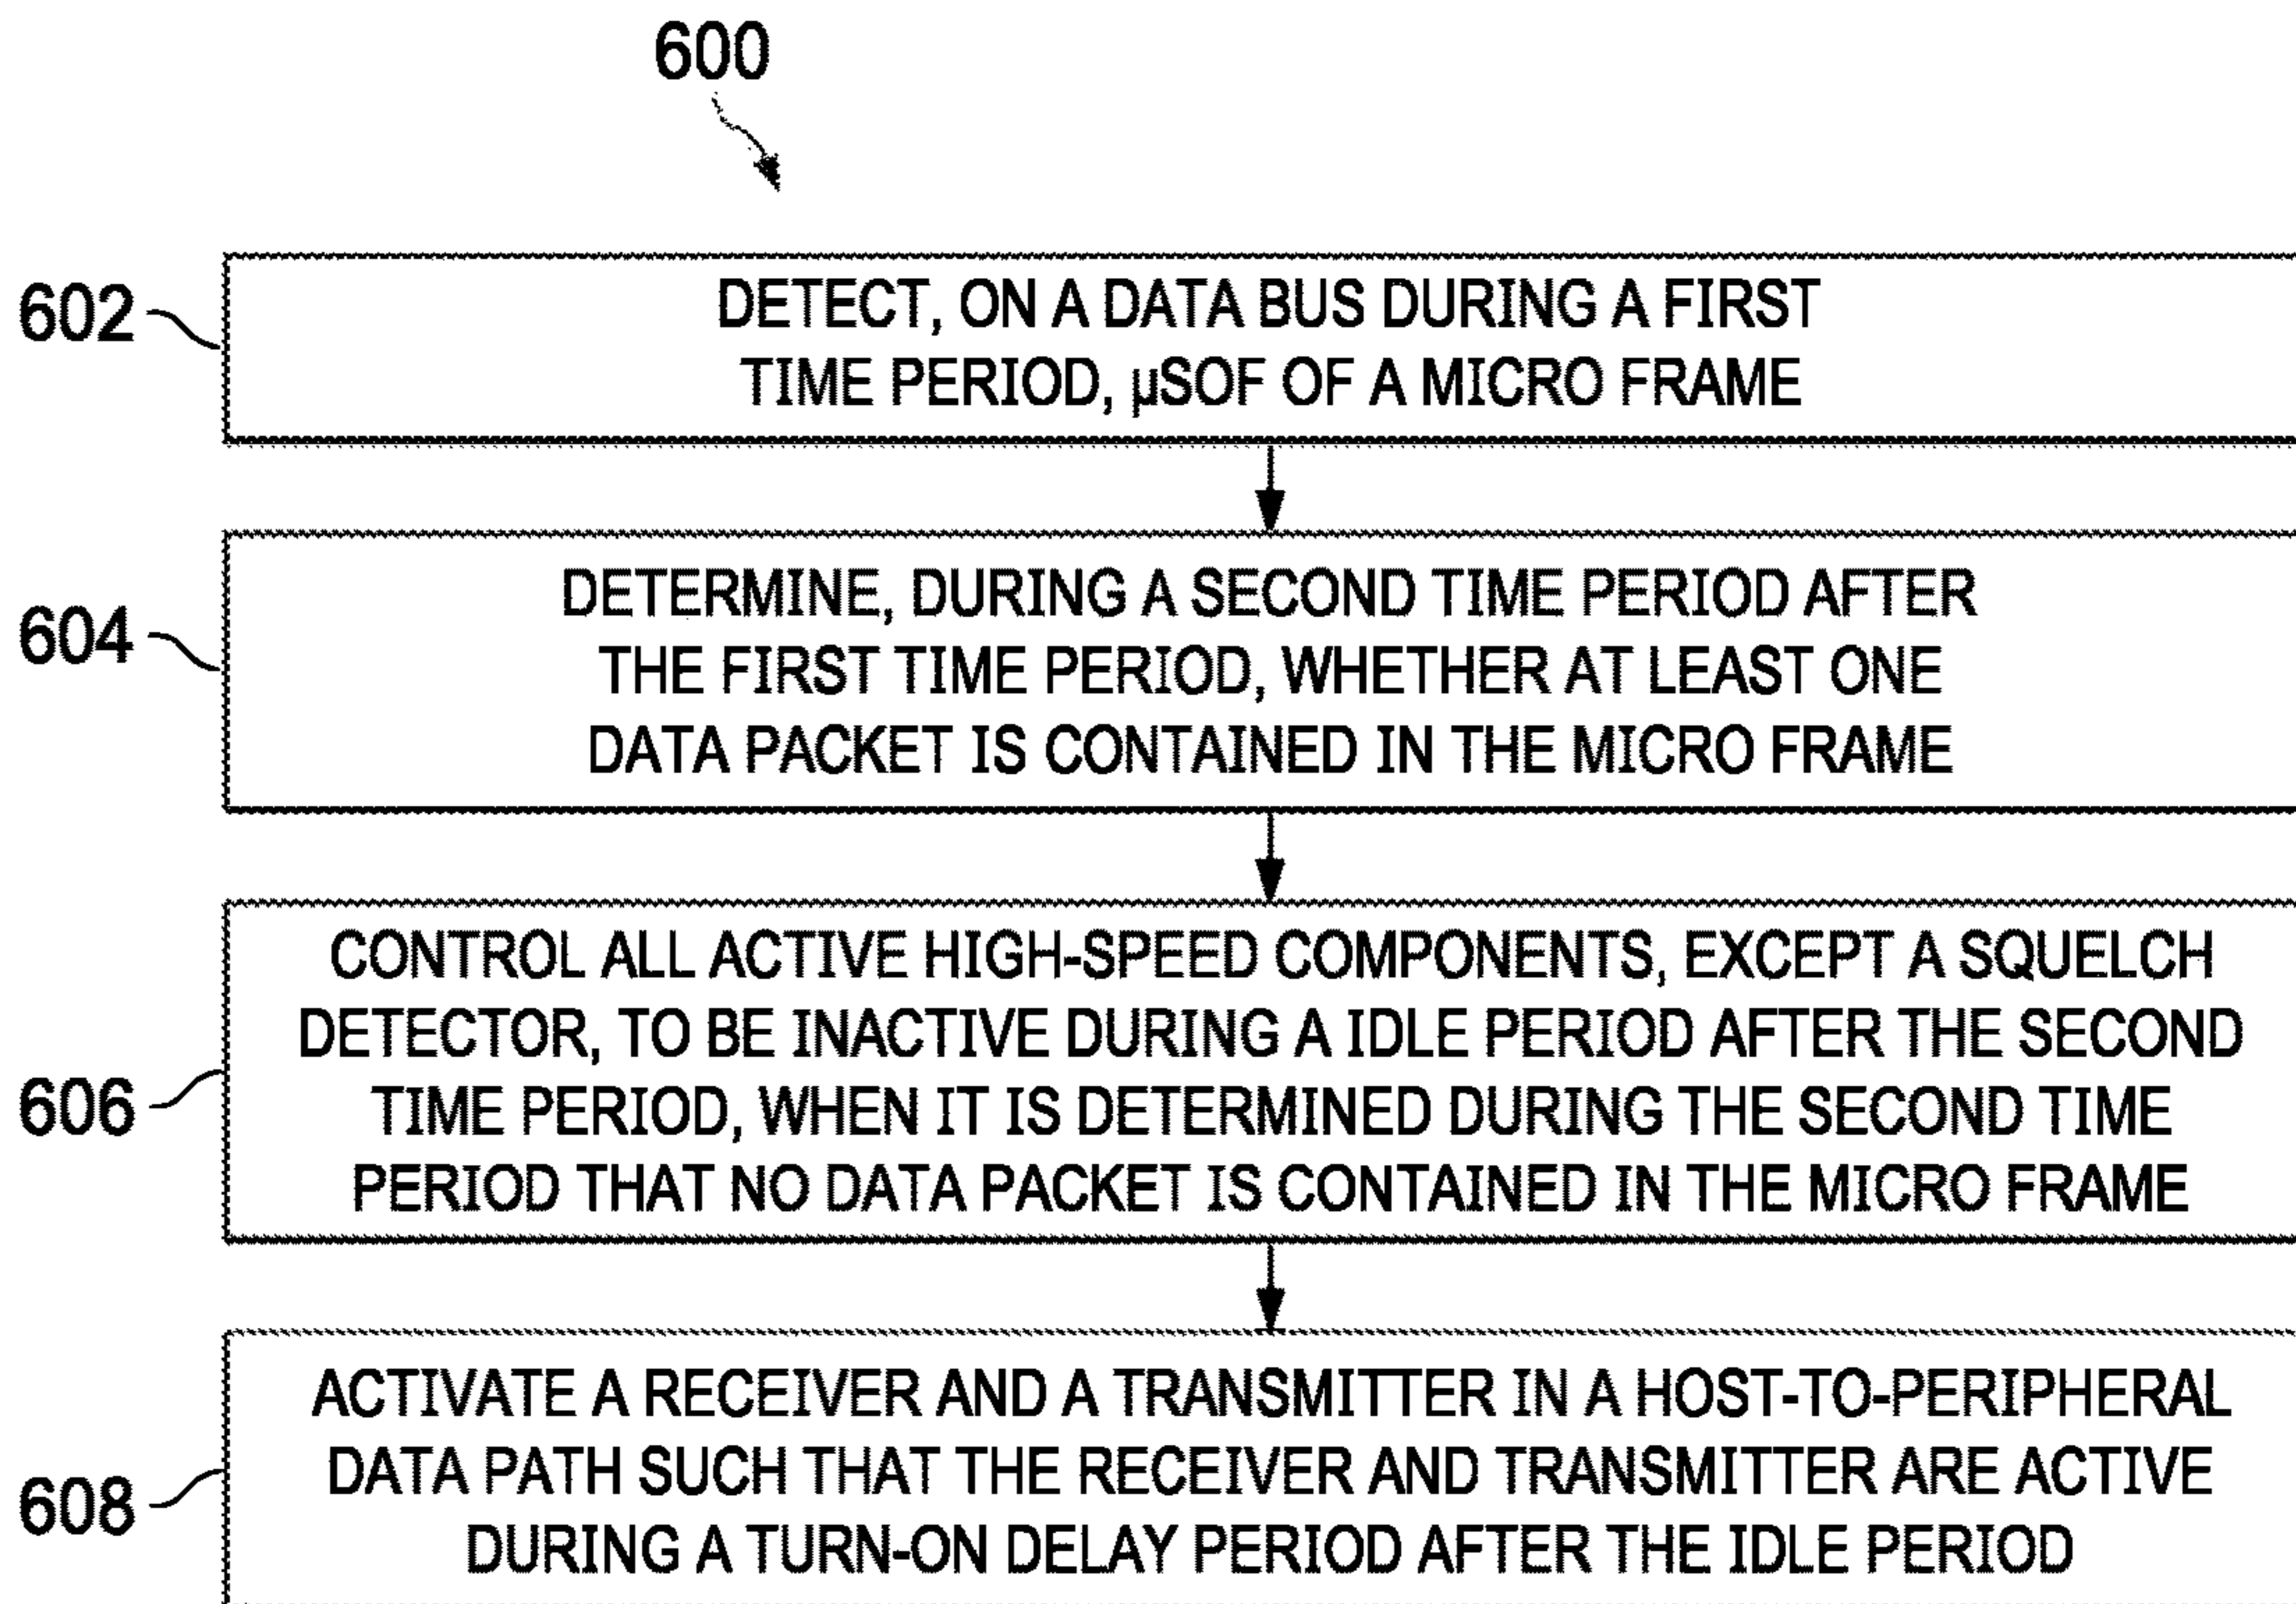 600
602
DETECT, ON A DATA BUS DURING A FIRST
TIME PERIOD, µSOF OF A MICRO FRAME
604
DETERMINE, DURING A SECOND TIME PERIOD AFTER
THE FIRST TIME PERIOD, WHETHER AT LEAST ONE
DATA PACKET IS CONTAINED IN THE MICRO FRAME
606
CONTROL ALL ACTIVE HIGH-SPEED COMPONENTS, EXCEPT A SQUELCH
DETECTOR, TO BE INACTIVE DURING A IDLE PERIOD AFTER THE SECOND
TIME PERIOD, WHEN IT IS DETERMINED DURING THE SECOND TIME
PERIOD THAT NO DATA PACKET IS CONTAINED IN THE MICRO FRAME
608
ACTIVATE A RECEIVER AND A TRANSMITTER IN A HOST-TO-PERIPHERAL
DATA PATH SUCH THAT THE RECEIVER AND TRANSMITTER ARE ACTIVE
DURING A TURN-ON DELAY PERIOD AFTER THE IDLE PERIOD